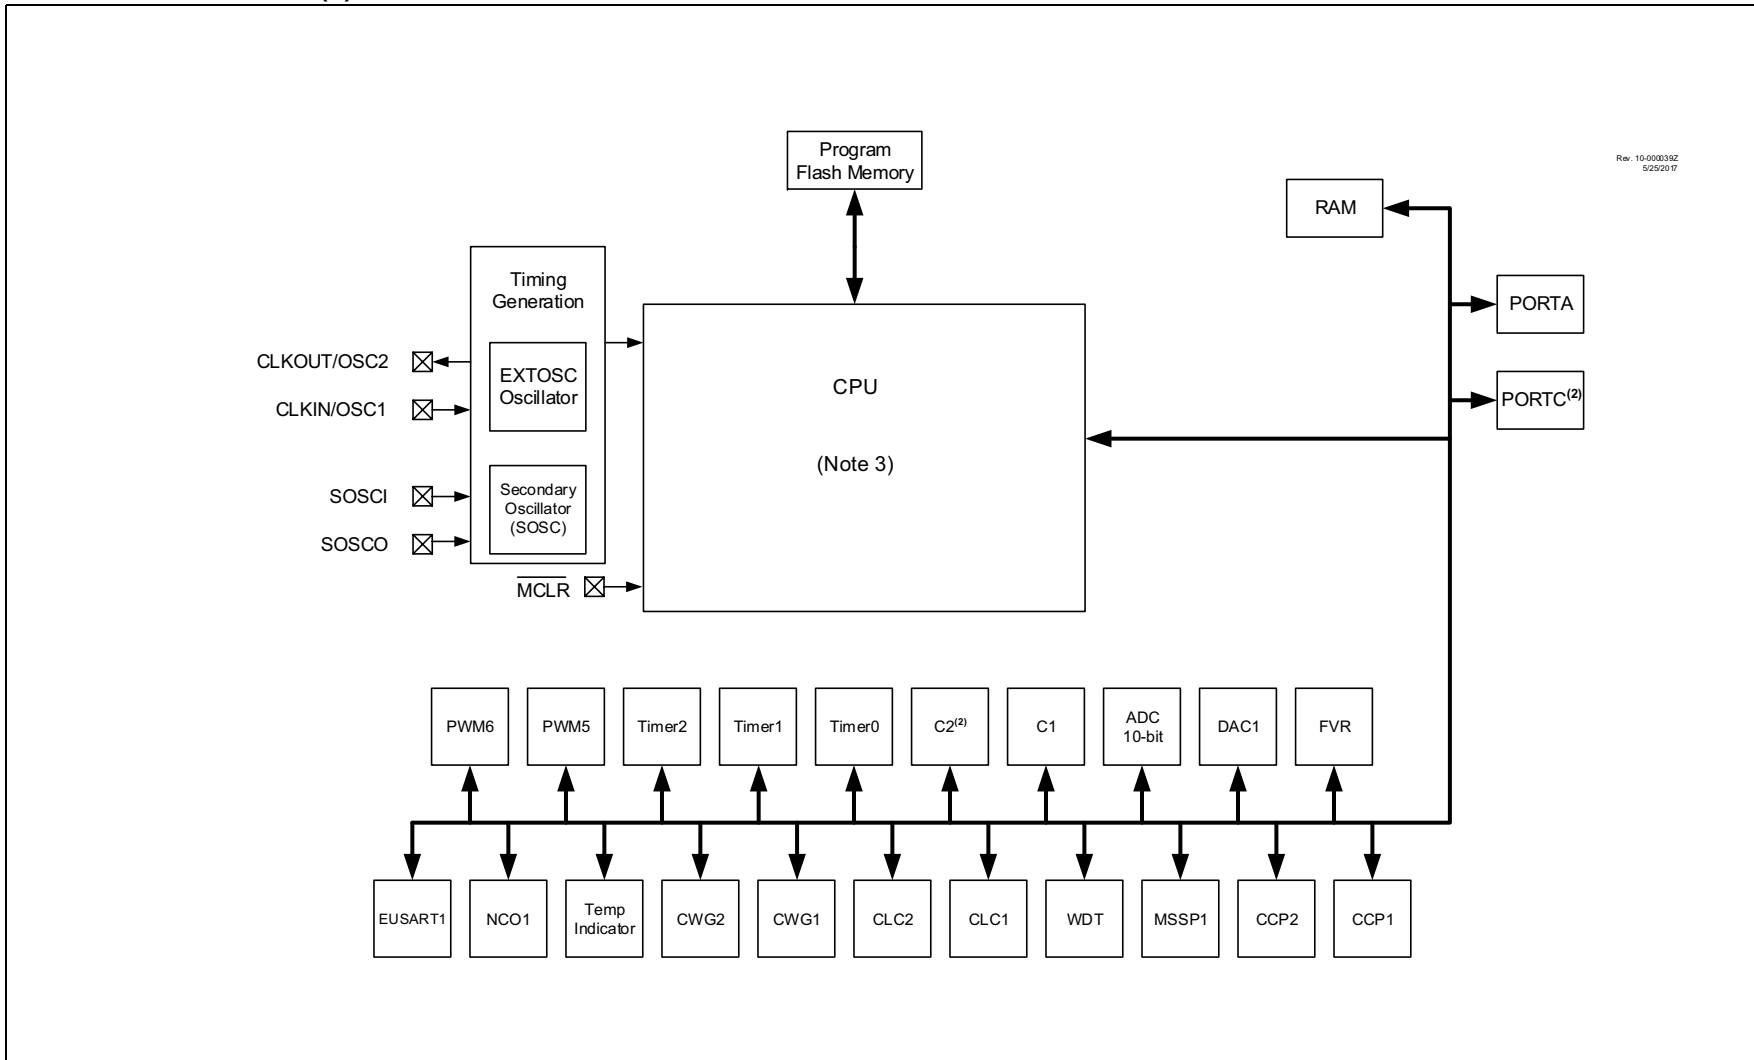 Rev. 10-000039Z
5/25/2017
Program
Flash Memory
RAM
PORTA
PORTC(2)
Timing
Generation
EXTOSC
Oscillator
Secondary
Oscillator
(SOSC)
CLKOUT/OSC2
CLKIN/OSC1
SOSCI
SOSCO
MCLR
CPU
(Note 3)
PWM6
PWM5
Timer2
Timer1
Timer0
C2(2)
C1
ADC
10-bit
DAC1
FVR
EUSART1
NCO1
Temp
Indicator
CWG2
CWG1
CLC2
CLC1
WDT
MSSP1
CCP2
CCP1